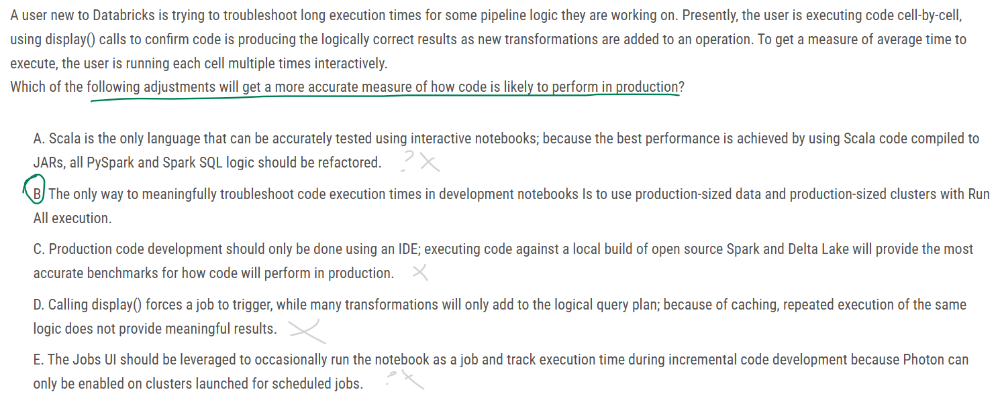 A user new to Databricks is trying to troubleshoot long execution times for some pipeline logic they are working on. Presently, the user is executing code cell-by-cell,
using display() calls to confirm code is producing the logically correct results as new transformations are added to an operation. To get a measure of average time to
execute, the user is running each cell multiple times interactively.
Which of the following adjustments will get a more accurate measure of how code is likely to perform in production?
A. Scala is the only language that can be accurately tested using interactive notebooks; because the best performance is achieved by using Scala code compiled to
JARs, all PySpark and Spark SQL logic should be refactored. ? X
B. The only way to meaningfully troubleshoot code execution times in development notebooks Is to use production-sized data and production-sized clusters with Run
All execution.
C. Production code development should only be done using an IDE; executing code against a local build of open source Spark and Delta Lake will provide the most
accurate benchmarks for how code will perform in production. X
D. Calling display() forces a job to trigger, while many transformations will only add to the logical query plan; because of caching, repeated execution of the same
logic does not provide meaningful results. X
E. The Jobs UI should be leveraged to occasionally run the notebook as a job and track execution time during incremental code development because Photon can
only be enabled on clusters launched for scheduled jobs. ? X